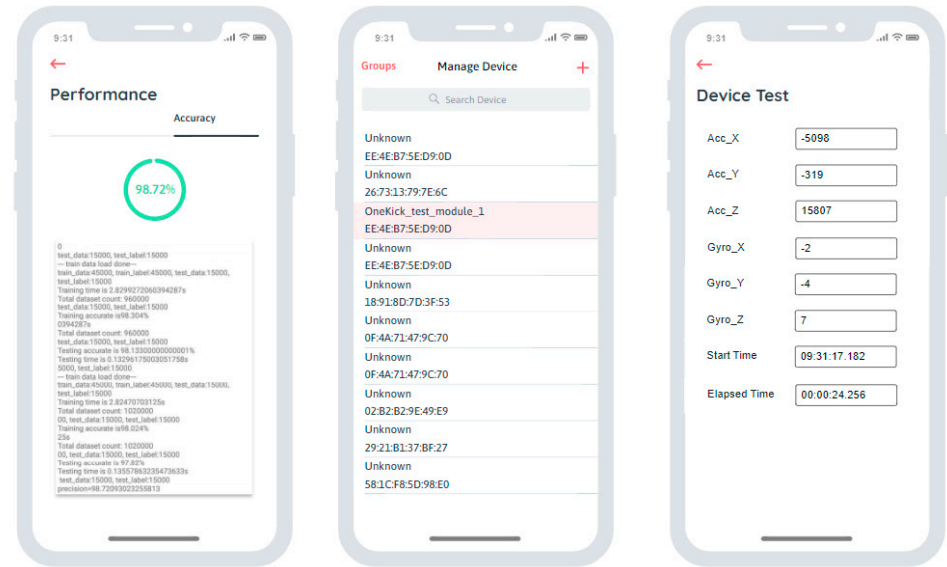 9:31
Performance
Accuracy
98.72%
0
test_data:15000, test_label:15000
--- train data load done---
train_data:45000, train_label:45000, test_data:15000,
test_label:15000
Training time is 2.8299272060394287s
Total dataset count: 960000
test_data:15000, test_label:15000
Training accurate is98.304%
0394287s
Total dataset count: 960000
test_data:15000, test_label:15000
Testing accurate is 98.13300000000001%
Testing time is 0.13296175003051758s
5000, test_label:15000
--- train data load done---
train_data:45000, train_label:45000, test_data:15000,
test_label:15000
Training time is 2.82470703125s
Total dataset count: 1020000
00, test_data:15000, test_label:15000
Training accurate is98.024%
25s
Total dataset count: 1020000
00, test_data:15000, test_label:15000
Testing accurate is 97.82%
Testing time is 0.13557863235473633s
test_data:15000, test_label:15000
precision=98.72093023255813
9:31
Groups Manage Device +
Search Device
Unknown
EE:4E:B7:5E:D9:0D
Unknown
26:73:13:79:7E:6C
OneKick_test_module_1
EE:4E:B7:5E:D9:0D
Unknown
EE:4E:B7:5E:D9:0D
Unknown
18:91:8D:7D:3F:53
Unknown
0F:4A:71:47:9C:70
Unknown
0F:4A:71:47:9C:70
Unknown
02:B2:B2:9E:49:E9
Unknown
29:21:B1:37:BF:27
Unknown
58:1C:F8:5D:98:E0
9:31
Device Test
Acc_X -5098
Acc_Y -319
Acc_Z 15807
Gyro_X -2
Gyro_Y -4
Gyro_Z 7
Start Time 09:31:17.182
Elapsed Time 00:00:24.256